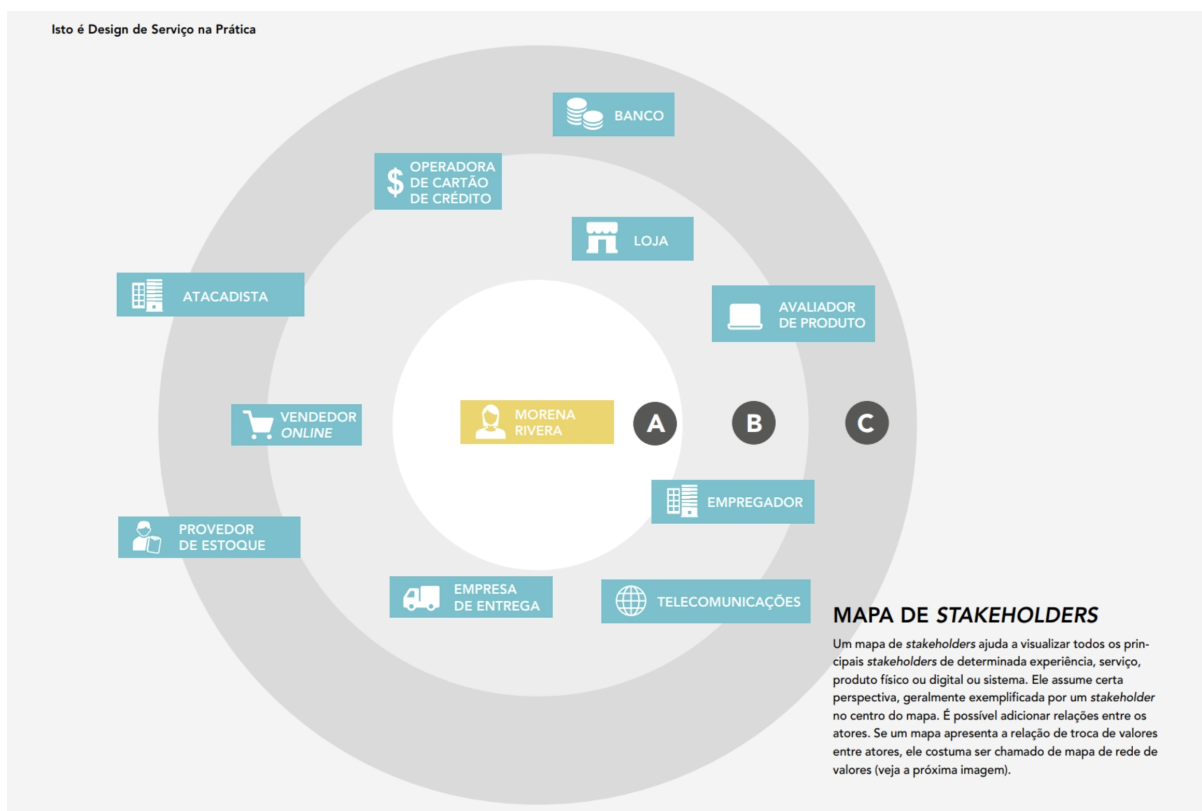 Isto é Design de Serviço na Prática
BANCO
OPERADORA
DE CARTÃO
DE CRÉDITO
LOJA
ATACADISTA
AVALIADOR
DE PRODUTO
VENDEDOR
ONLINE
MORENA
RIVERA
A
B
C
EMPREGADOR
PROVEDOR
DE ESTOQUE
EMPRESA
DE ENTREGA
TELECOMUNICAÇÕES
MAPA DE STAKEHOLDERS
Um mapa de stakeholders ajuda a visualizar todos os prin-
cipais stakeholders de determinada experiência, serviço,
produto físico ou digital ou sistema. Ele assume certa
perspectiva, geralmente exemplificada por um stakeholder
no centro do mapa. É possível adicionar relações entre os
atores. Se um mapa apresenta a relação de troca de valores
entre atores, ele costuma ser chamado de mapa de rede de
valores (veja a próxima imagem).